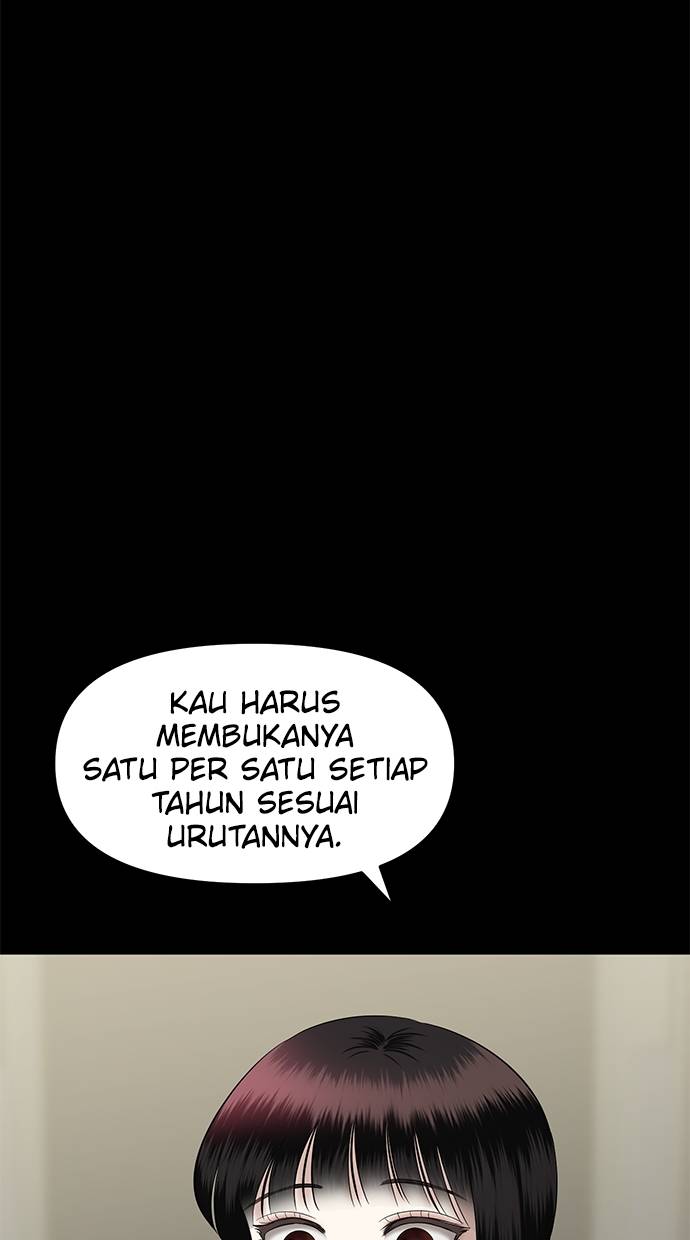 KAU HARUS
MEMBUKANYA
SATU PER SATU SETIAP
TAHUN SESUAI
URUTANNYA.